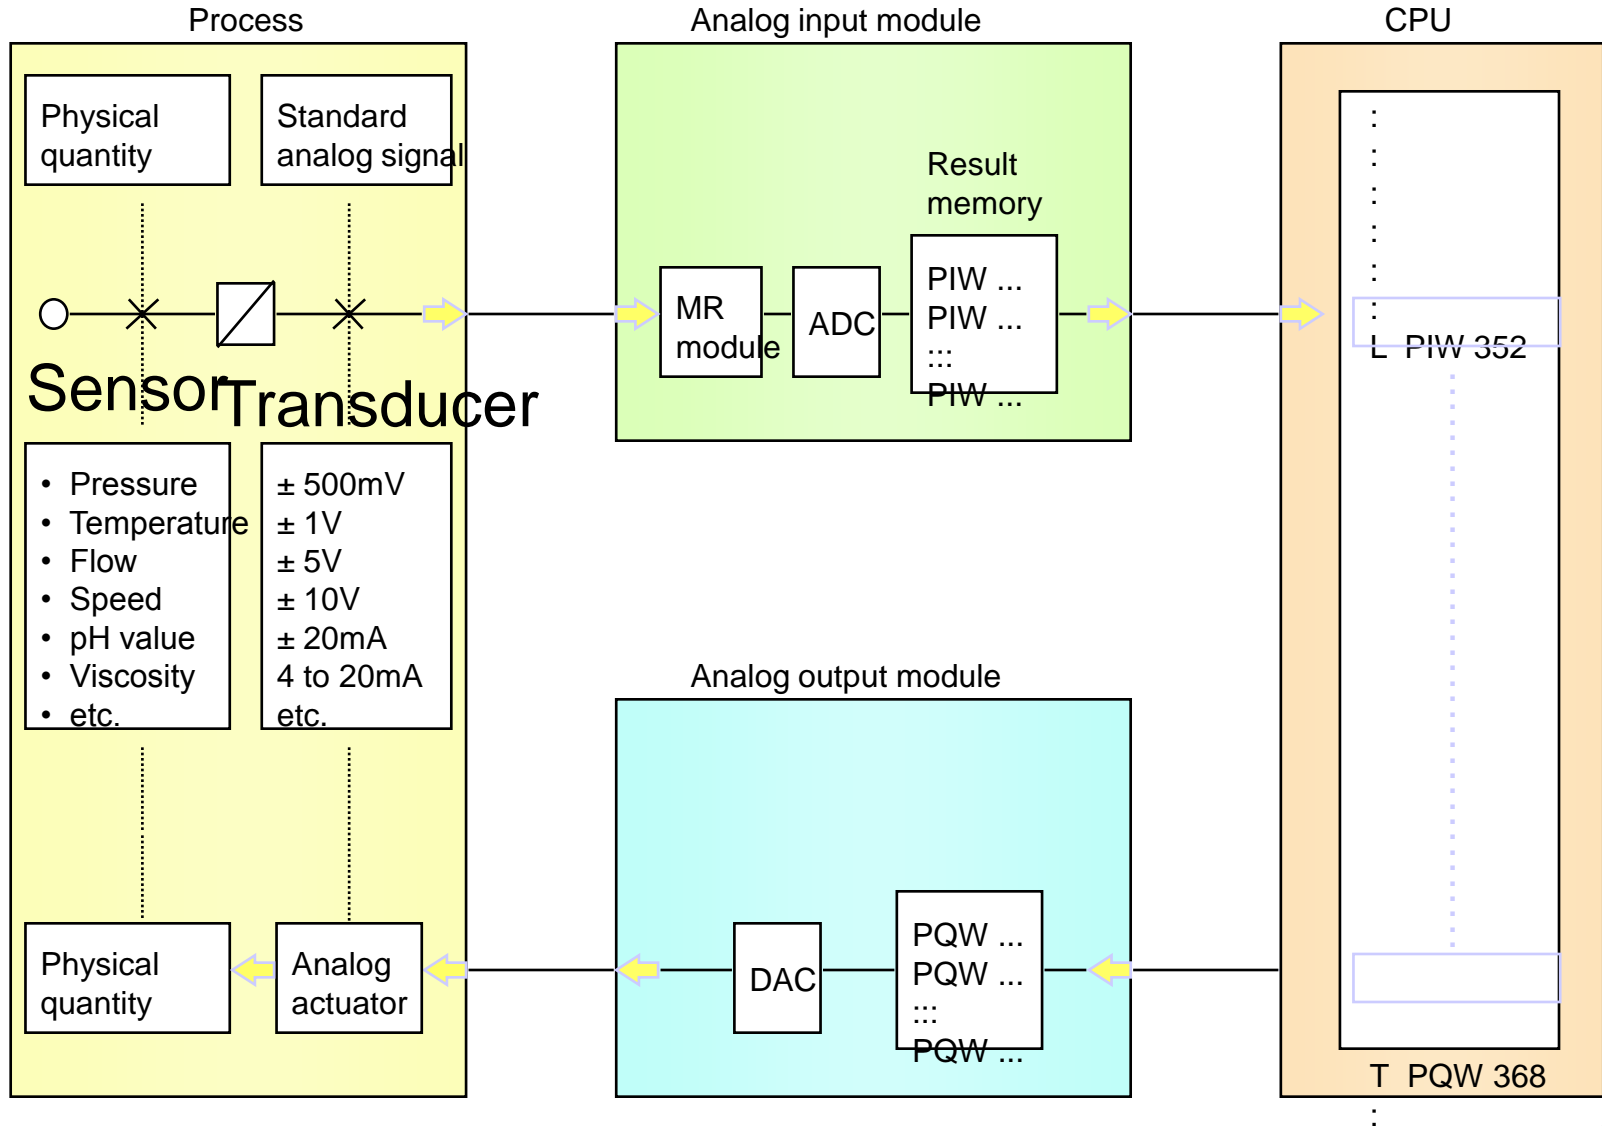 Process
Physical
quantity
Standard
analog signal
Sensor
Transducer
• Pressure
• Temperature
• Flow
• Speed
• pH value
• Viscosity
• etc.
± 500mV
± 1V
± 5V
± 10V
± 20mA
4 to 20mA
etc.
Physical
quantity
Analog
actuator
Analog input module
MR
module
ADC
Result
memory
PIW ...
PIW ...
:::
PIW ...
Analog output module
DAC
PQW ...
PQW ...
:::
PQW ...
CPU
:
:
:
:
:
:
L PIW 352
T PQW 368
: